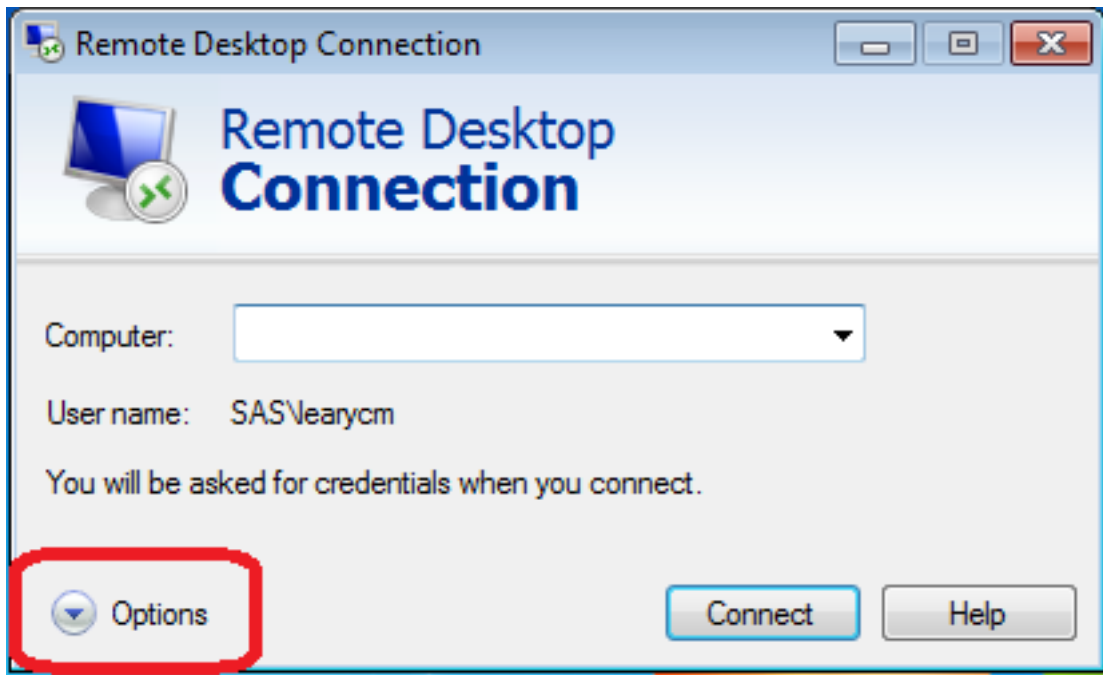 Remote Desktop Connection
Remote Desktop
Connection
Computer:
User name: SAS\learycm
You will be asked for credentials when you connect.
Options Connect Help